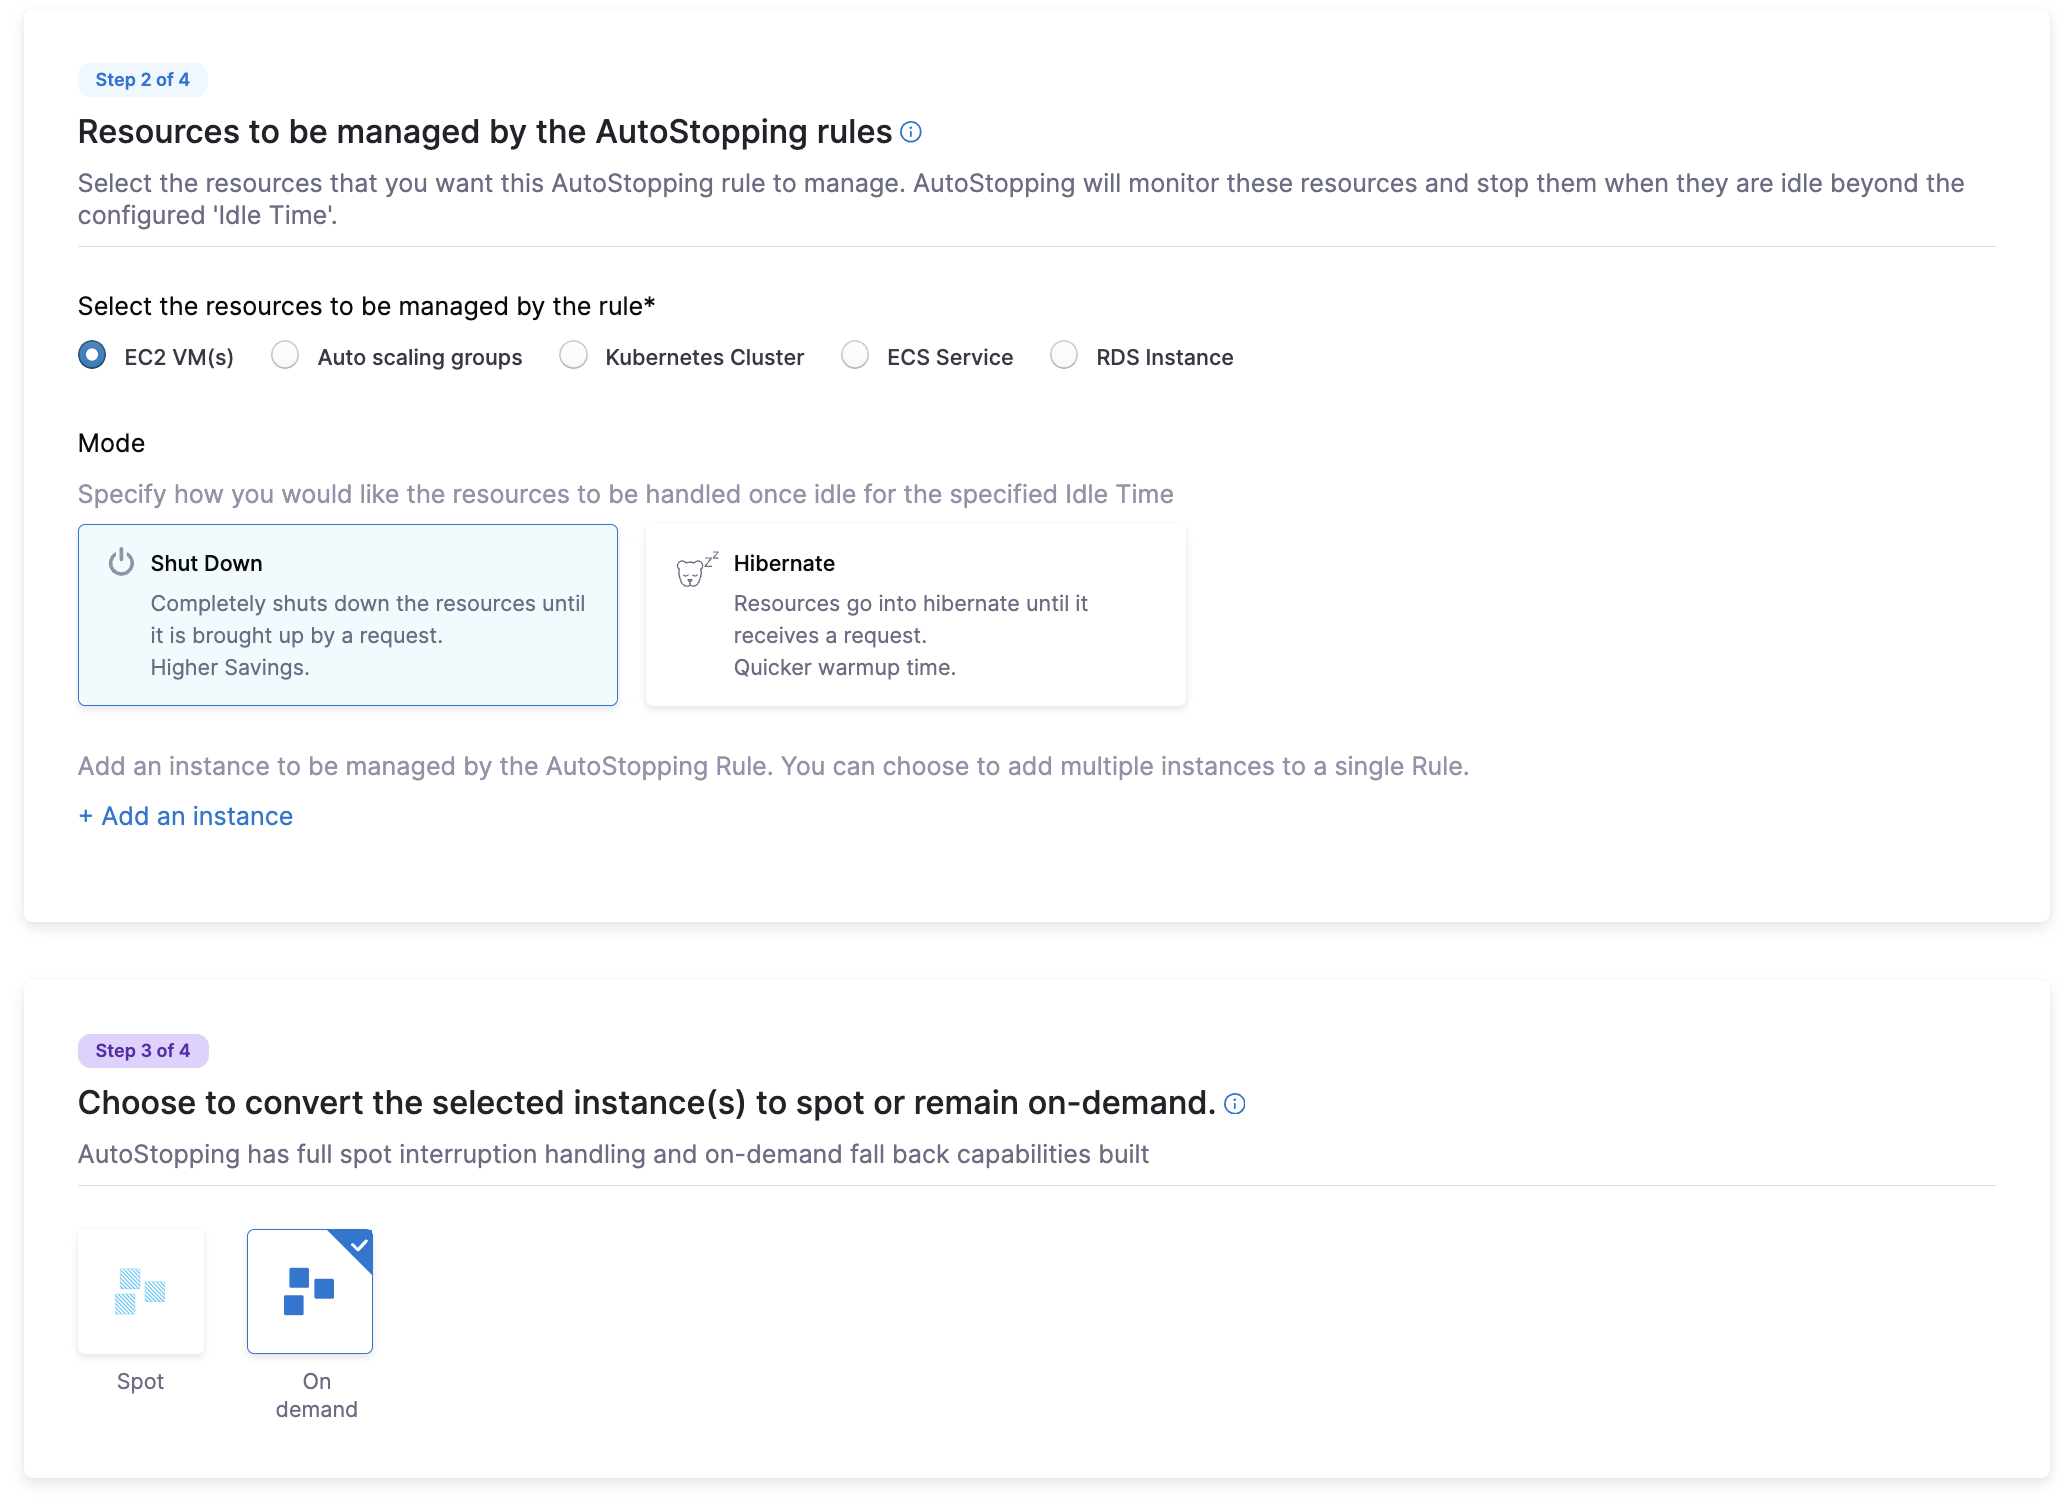 Step 2 of 4
Resources to be managed by the AutoStopping rules
Select the resources that you want this AutoStopping rule to manage. AutoStopping will monitor these resources and stop them when they are idle beyond the
configured 'Idle Time'.
Select the resources to be managed by the rule*
EC2 VM(s) Auto scaling groups Kubernetes Cluster ECS Service RDS Instance
Mode
Specify how you would like the resources to be handled once idle for the specified Idle Time
Shut Down
Completely shuts down the resources until
it is brought up by a request.
Higher Savings.
Hibernate
Resources go into hibernate until it
receives a request.
Quicker warmup time.
Add an instance to be managed by the AutoStopping Rule. You can choose to add multiple instances to a single Rule.
+ Add an instance
Step 3 of 4
Choose to convert the selected instance(s) to spot or remain on-demand.
AutoStopping has full spot interruption handling and on-demand fall back capabilities built
Spot
On
demand